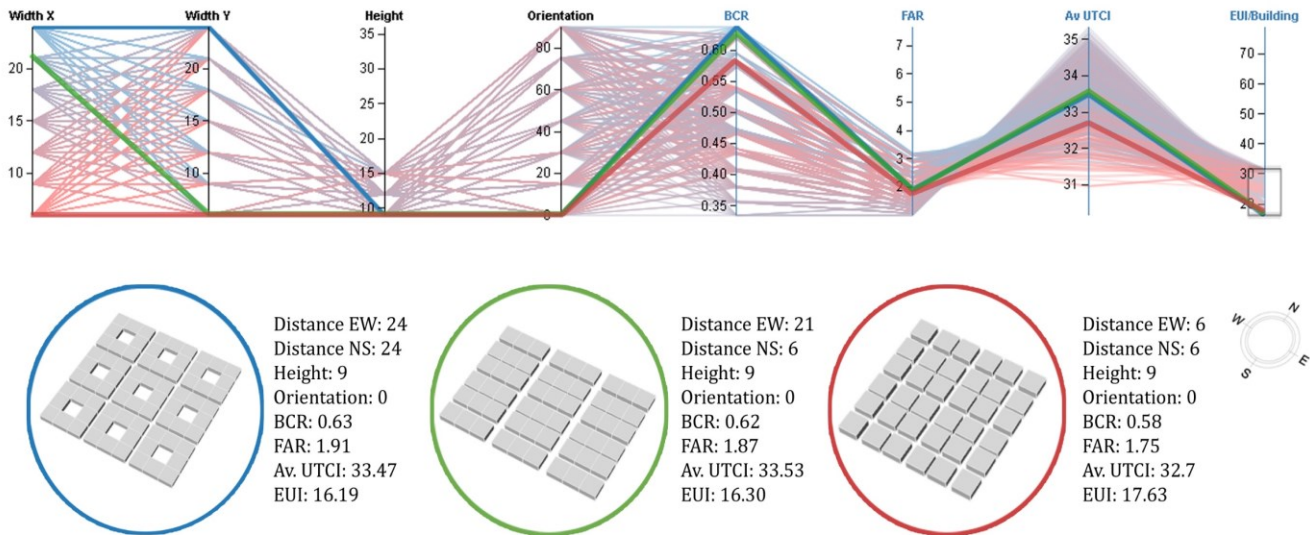 Width X Width Y Height Orientation BCR FAR Av UTCI EUI/Building
20 15 10
20 15 10
35 30 25 20 15 10
80 60 40 20 0
0.60 0.55 0.50 0.45 0.40 0.35
7 6 5 4 3 2
35 34 33 32 31
70 60 50 40 30 20
Distance EW: 24
Distance NS: 24
Height: 9
Orientation: 0
BCR: 0.63
FAR: 1.91
Av. UTCI: 33.47
EUI: 16.19
Distance EW: 21
Distance NS: 6
Height: 9
Orientation: 0
BCR: 0.62
FAR: 1.87
Av. UTCI: 33.53
EUI: 16.30
Distance EW: 6
Distance NS: 6
Height: 9
Orientation: 0
BCR: 0.58
FAR: 1.75
Av. UTCI: 32.7
EUI: 17.63
W N
S E